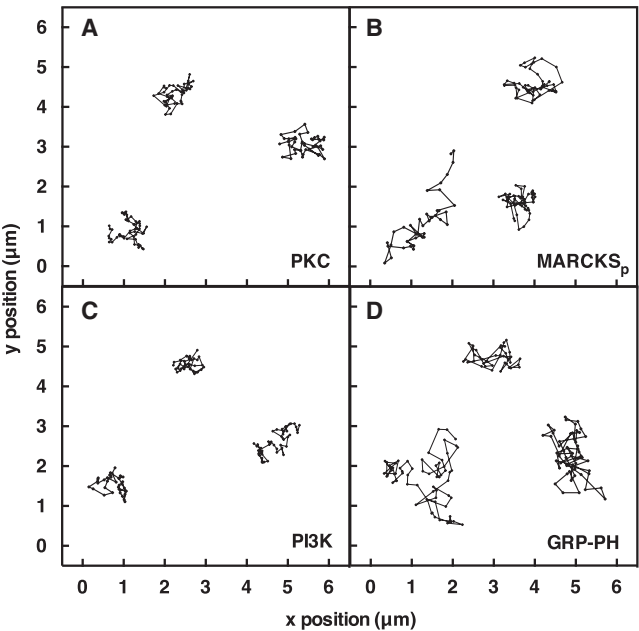 A
B
6
5
4
3
2
1
0
PKC
MARCKSp
C
D
6
5
4
3
2
1
0
PI3K
GRP-PH
0 1 2 3 4 5 6
0 1 2 3 4 5 6
x position (µm)
y position (µm)